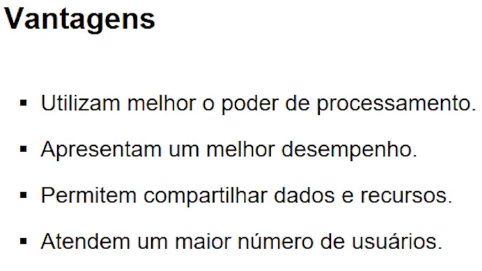 Vantagens
▪ Utilizam melhor o poder de processamento.
▪ Apresentam um melhor desempenho.
▪ Permitem compartilhar dados e recursos.
▪ Atendem um maior número de usuários.